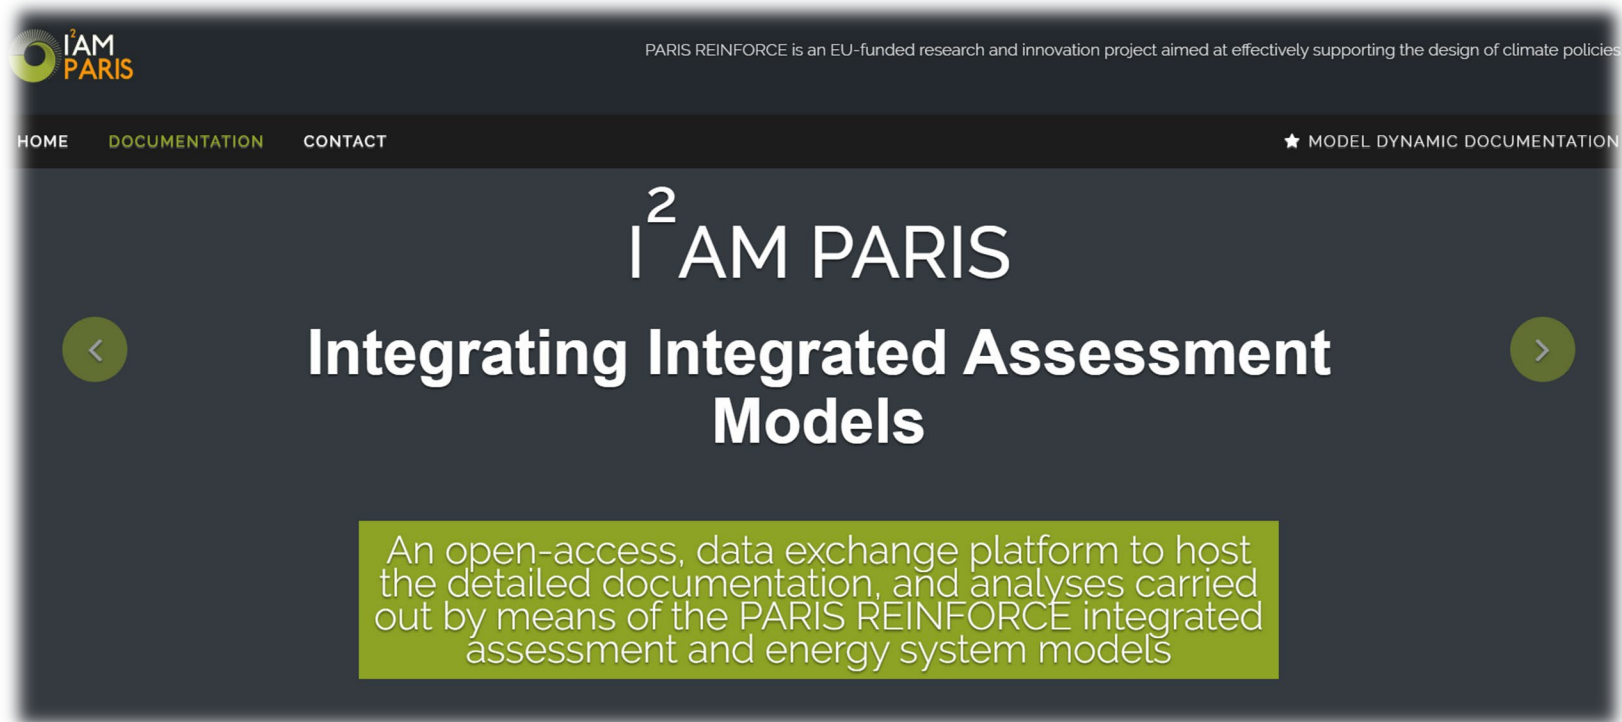 I²AM
PARIS
PARIS REINFORCE is an EU-funded research and innovation project aimed at effectively supporting the design of climate policies
HOME DOCUMENTATION CONTACT ★ MODEL DYNAMIC DOCUMENTATION
I²AM PARIS
Integrating Integrated Assessment
Models
An open-access, data exchange platform to host
the detailed documentation, and analyses carried
out by means of the PARIS REINFORCE integrated
assessment and energy system models